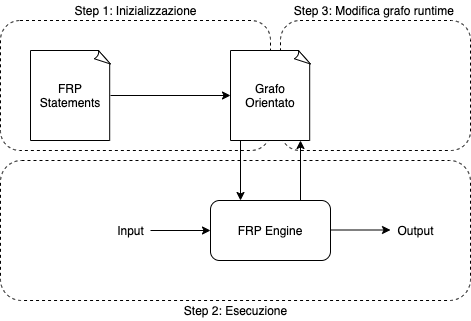 Step 1: Inizializzazione
Step 3: Modifica grafo runtime
FRP
Statements
Grafo
Orientato
Input
FRP Engine
Output
Step 2: Esecuzione